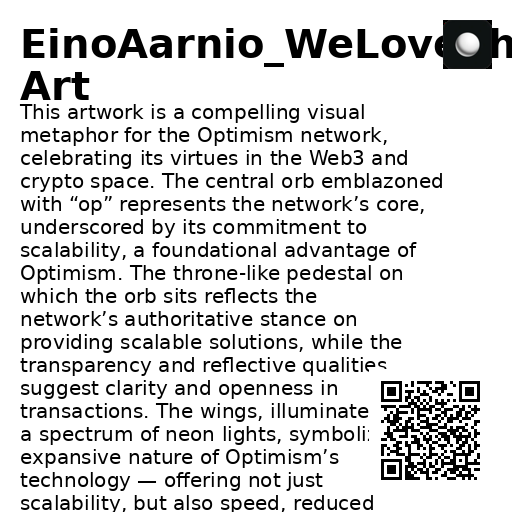 EinoAarnio_WeLove
Art
This artwork is a compelling visual
metaphor for the Optimism network,
celebrating its virtues in the Web3 and
crypto space. The central orb emblazoned
with “op” represents the network’s core,
underscored by its commitment to
scalability, a foundational advantage of
Optimism. The throne-like pedestal on
which the orb sits reflects the
network’s authoritative stance on
providing scalable solutions, while the
transparency and reflective qualities
suggest clarity and openness in
transactions. The wings, illuminate
a spectrum of neon lights, symboli
expansive nature of Optimism’s
technology — offering not just
scalability, but also speed, reduced